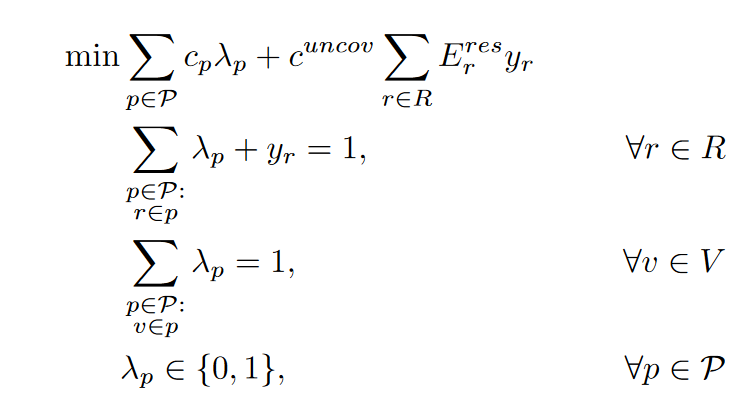 min ∑_{p∈𝒫} c_p λ_p + c^{uncov} ∑_{r∈R} E_r^{res} y_r
∑_{p∈𝒫: r∈p} λ_p + y_r = 1, ∀r ∈ R
∑_{p∈𝒫: v∈p} λ_p = 1, ∀v ∈ V
λ_p ∈ {0, 1}, ∀p ∈ 𝒫